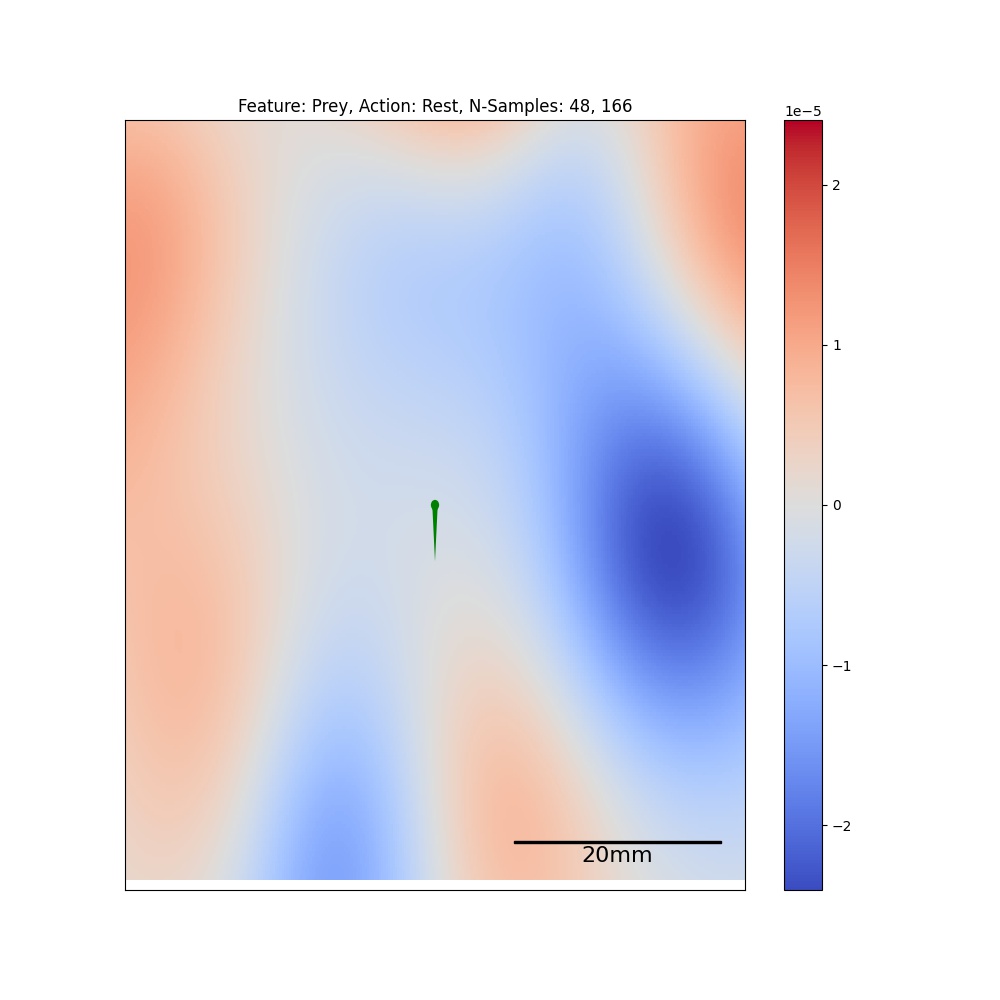 Feature: Prey, Action: Rest, N-Samples: 48, 166
1e−5
2
1
0
−1
−2
20mm